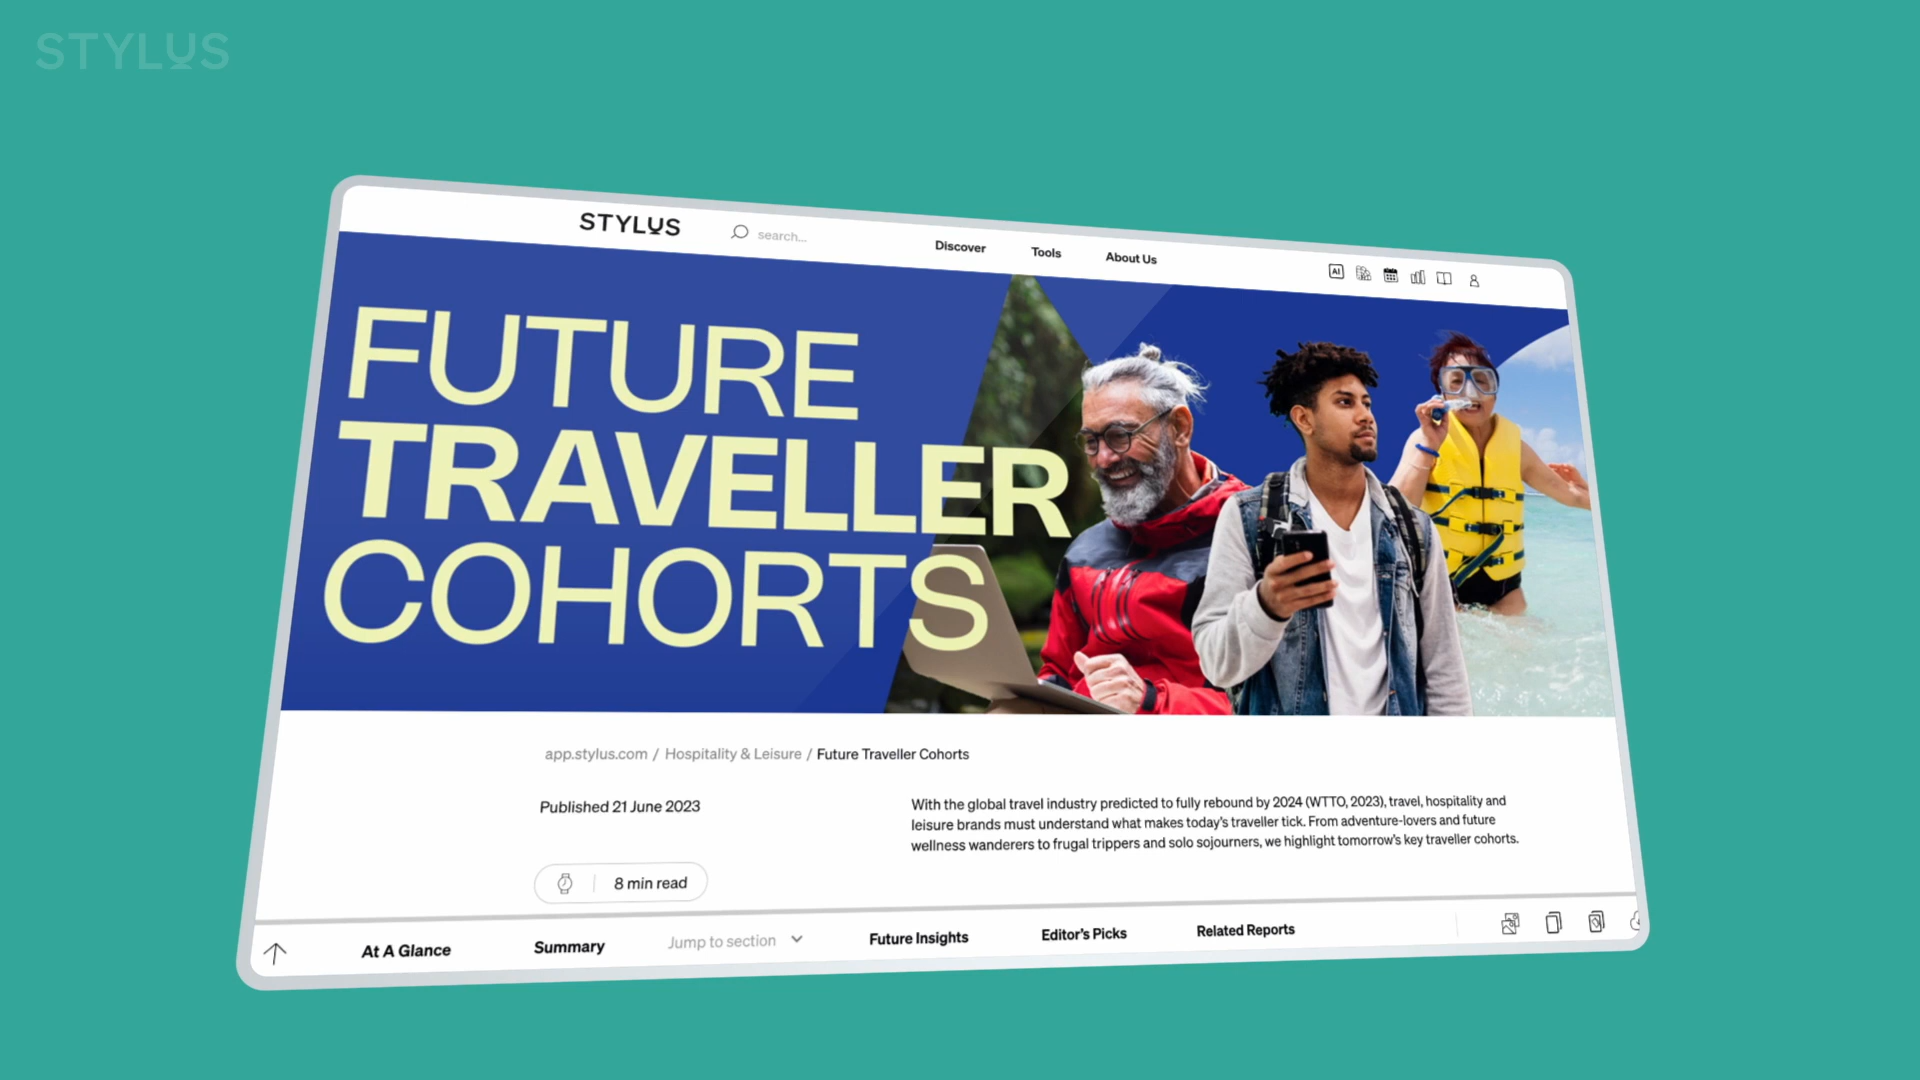 STYLUS
STYLUS
search...
Discover
Tools
About Us
AI
FUTURE
TRAVELLER
COHORTS
app.stylus.com / Hospitality & Leisure / Future Traveller Cohorts
Published 21 June 2023
With the global travel industry predicted to fully rebound by 2024 (WTTO, 2023), travel, hospitality and
leisure brands must understand what makes today's traveller tick. From adventure-lovers and future
wellness wanderers to frugal trippers and solo sojourners, we highlight tomorrow's key traveller cohorts.
8 min read
At A Glance
Summary
Jump to section
Future Insights
Editor's Picks
Related Reports